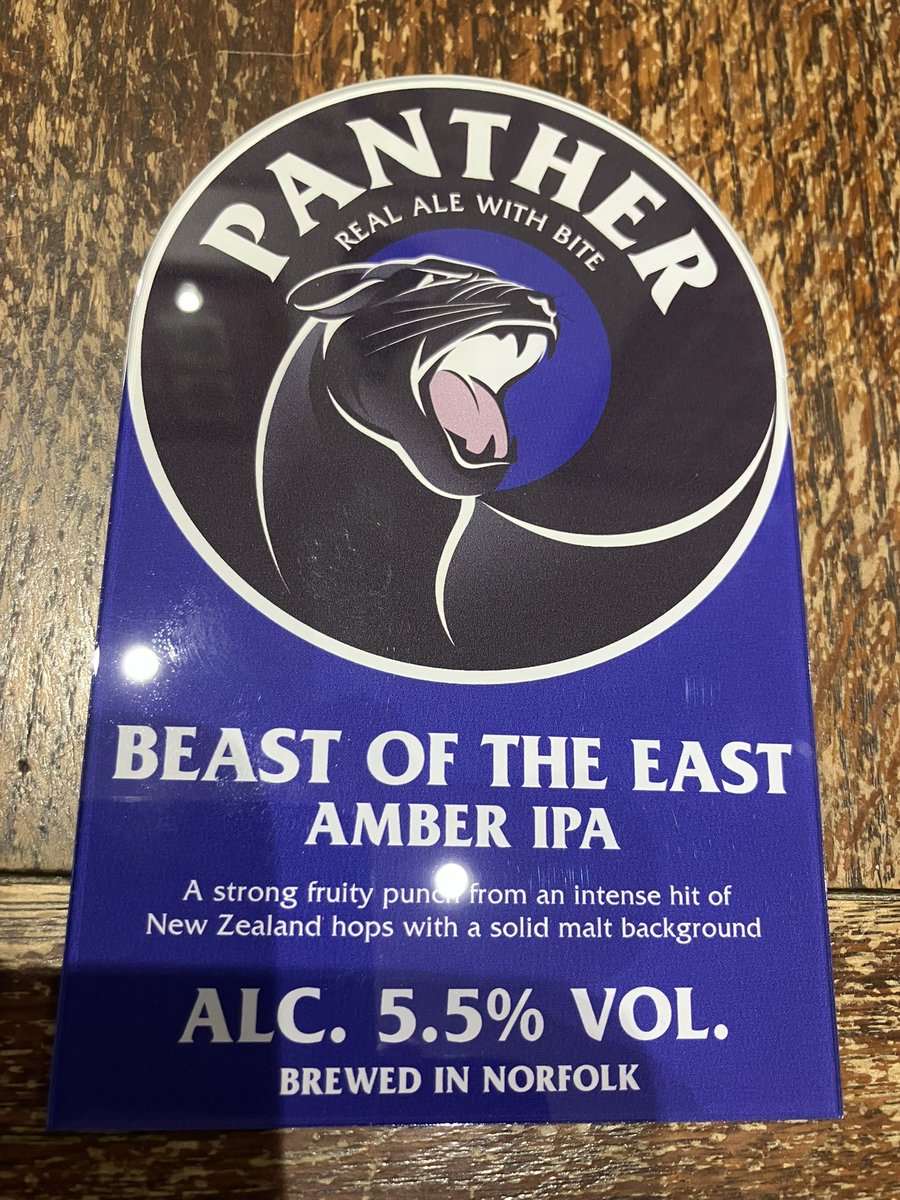 PANTHER
REAL ALE WITH BITE
BEAST OF THE EAST
AMBER IPA
A strong fruity punch from an intense hit of
New Zealand hops with a solid malt background
ALC. 5.5% VOL.
BREWED IN NORFOLK